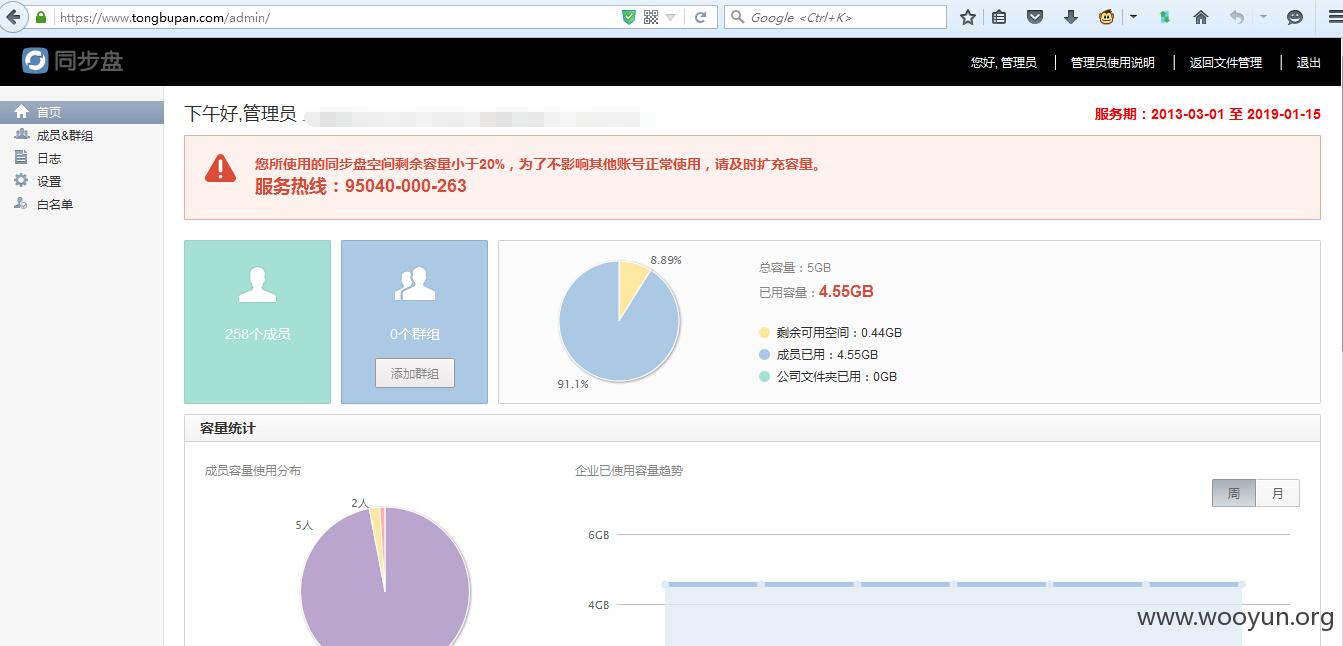 https://www.tongbupan.com/admin/
Google <Ctrl+K>
同步盘
您好, 管理员
管理员使用说明
返回文件管理
退出
首页
成员&群组
日志
设置
白名单
下午好,管理员
服务期：2013-03-01 至 2019-01-15
您所使用的同步盘空间剩余容量小于20%，为了不影响其他账号正常使用，请及时扩充容量。
服务热线：95040-000-263
258个成员
0个群组
添加群组
8.89%
91.1%
总容量：5GB
已用容量：4.55GB
剩余可用空间：0.44GB
成员已用：4.55GB
公司文件夹已用：0GB
容量统计
成员容量使用分布
2人
5人
企业已使用容量趋势
周
月
6GB
4GB
www.wooyun.org